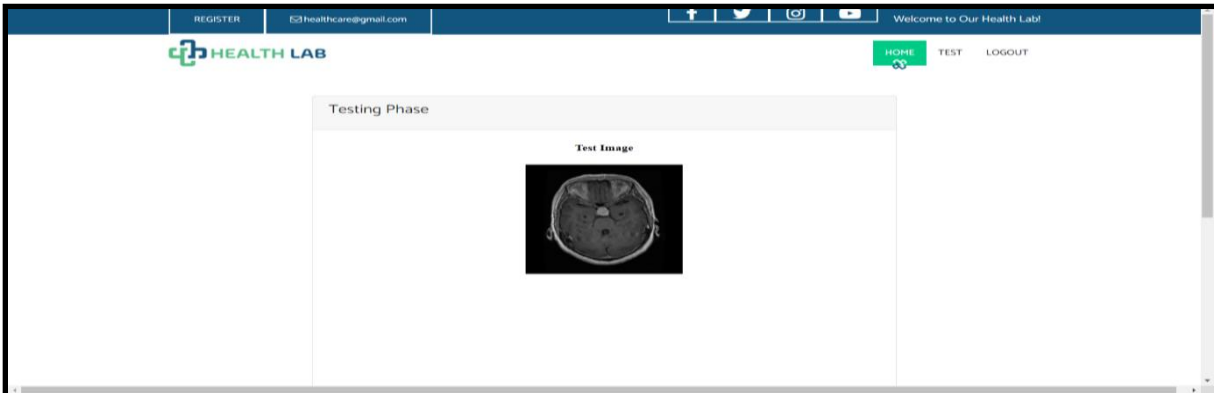 REGISTER
healthcare@gmail.com
Welcome to Our Health Lab!
HEALTH LAB
HOME
TEST
LOGOUT
Testing Phase
Test Image